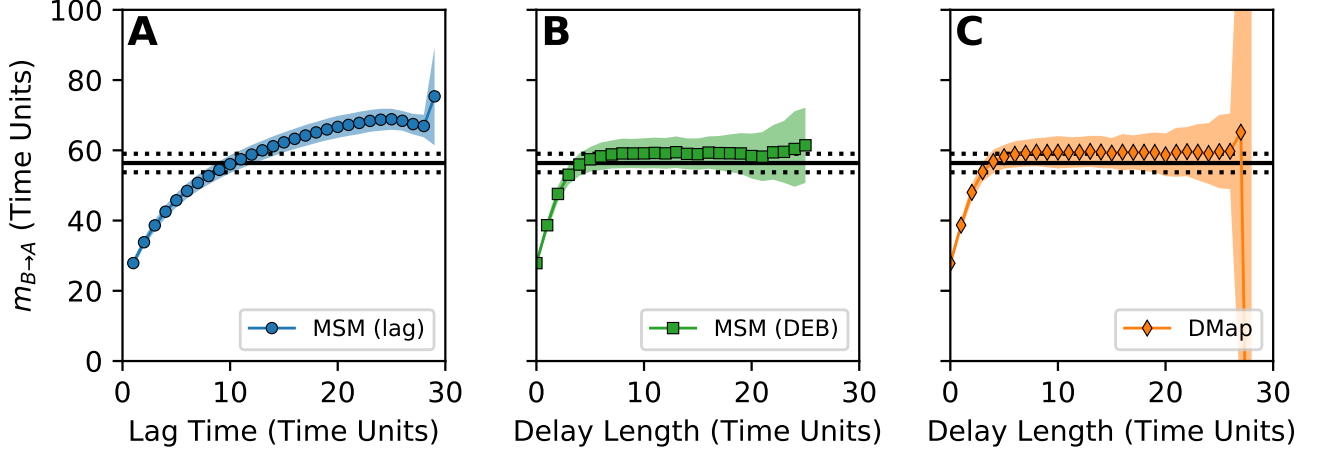 A
B
C
m_{B→A} (Time Units)
100
80
60
40
20
0
0 10 20 30
0 10 20 30
0 10 20 30
MSM (lag)
MSM (DEB)
DMap
Lag Time (Time Units)
Delay Length (Time Units)
Delay Length (Time Units)